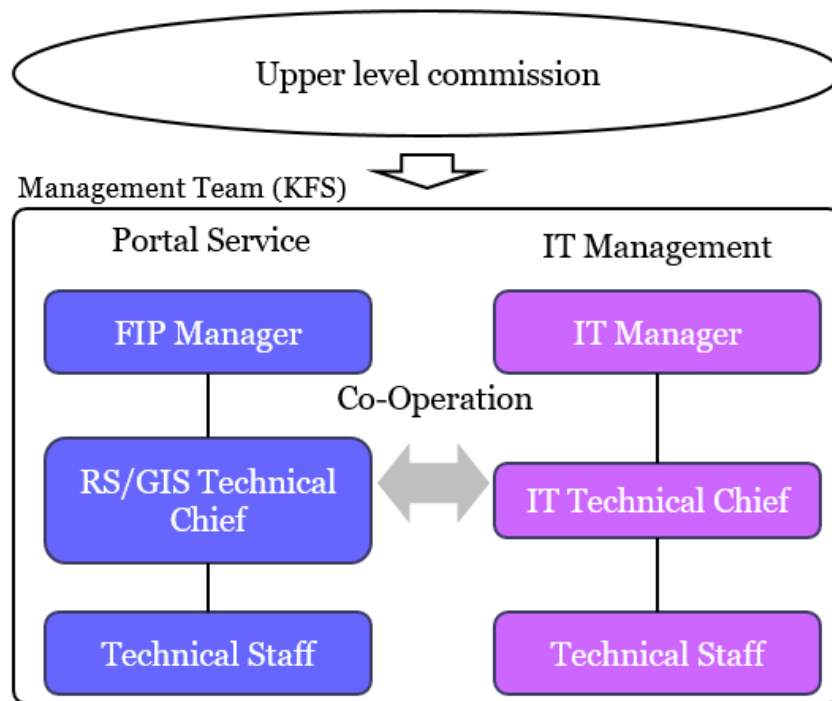 Upper level commission
Management Team (KFS)
Portal Service
IT Management
FIP Manager
IT Manager
Co-Operation
RS/GIS Technical
Chief
IT Technical Chief
Technical Staff
Technical Staff